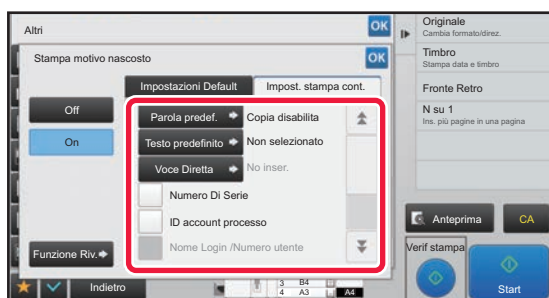 Altri
OK
Stampa motivo nascosto
OK
Impostazioni Default
Impost. stampa cont.
Off
On
Parola predef.
Copia disabilita
Testo predefinito
Non selezionato
Voce Diretta
No inser.
Numero Di Serie
ID account processo
Nome Login /Numero utente
Funzione Riv.
Indietro
3 B4
4 A3
A4
Originale
Cambia formato/direz.
Timbro
Stampa data e timbro
Fronte Retro
N su 1
Ins. più pagine in una pagina
Anteprima
CA
Verif stampa
Start